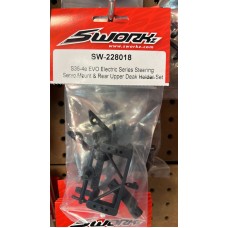 SWORKz
www.sworkz.com
SW-228018
S35-4e EVO Electric Series Steering
Servo Mount & Rear Upper Deck Holder Set
SWORKz